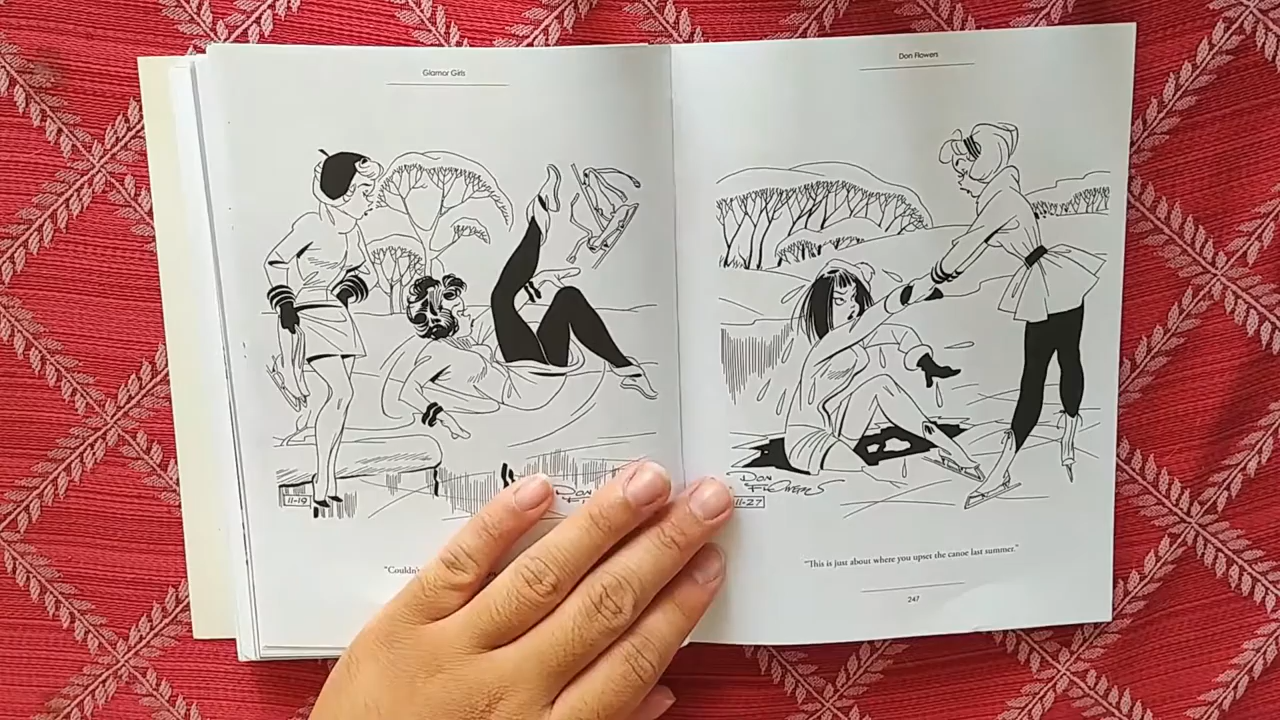 Glamor Girls
11-19
Don
"Couldn't
Don Flowers
Don
Flowers
11-27
"This is just about where you upset the canoe last summer."
247